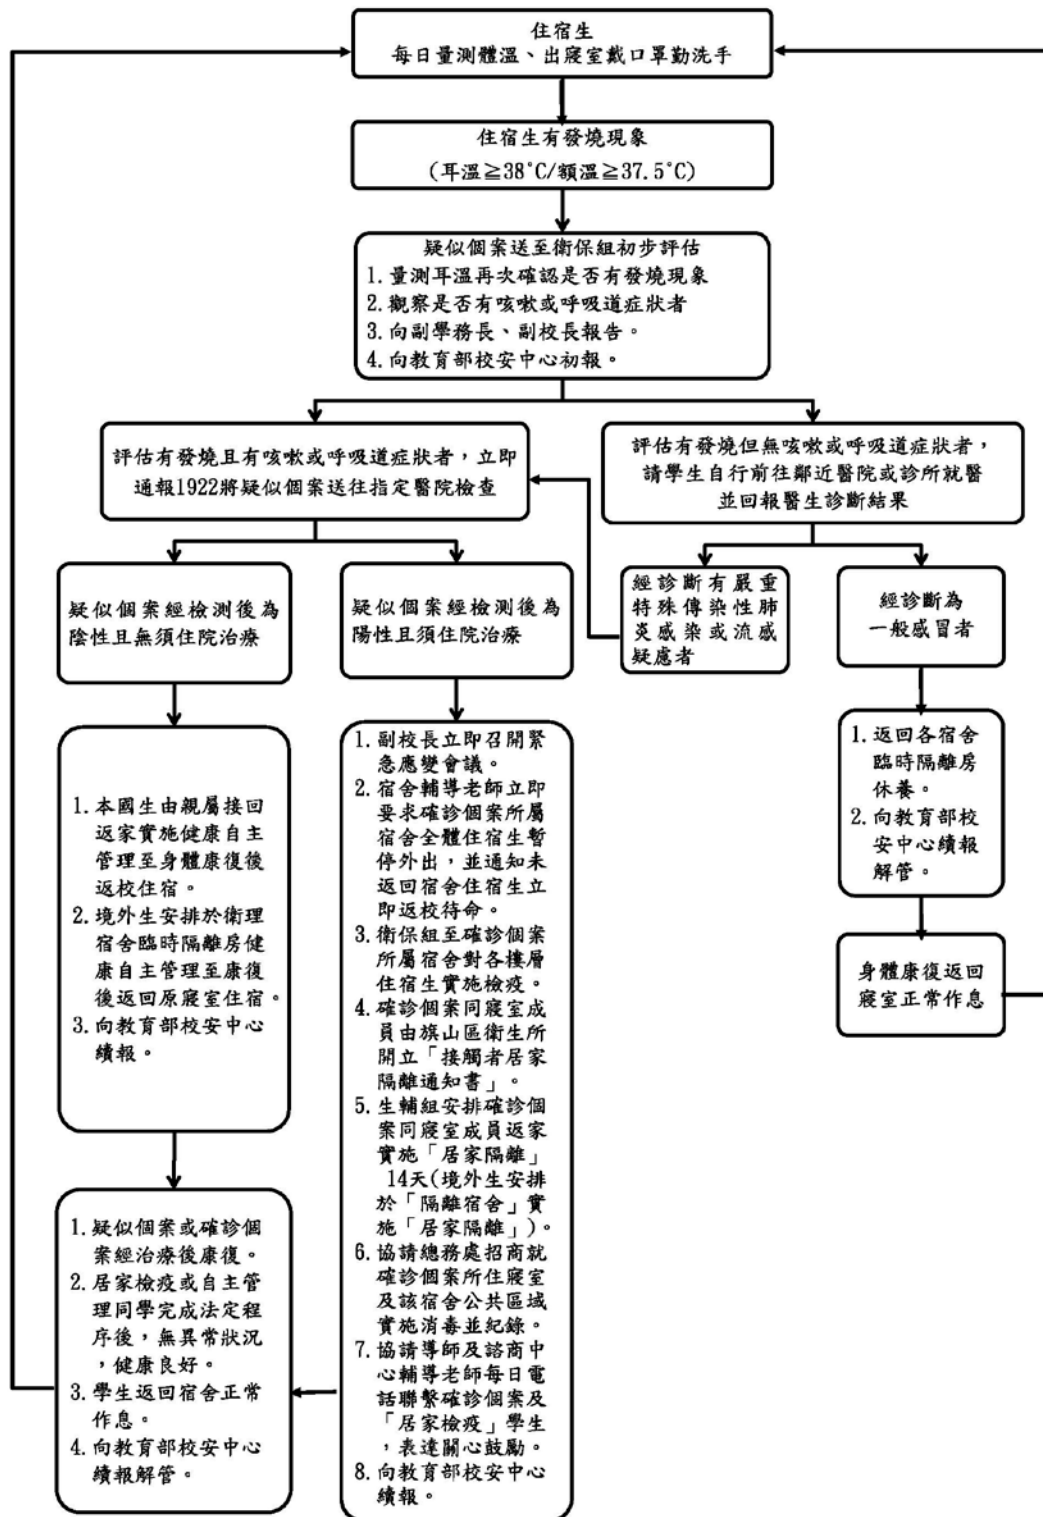 住宿生
每日量測體溫、出寢室戴口罩勤洗手
住宿生有發燒現象
(耳溫≧38°C/額溫≧37.5°C)
疑似個案送至衛保組初步評估
1. 量測耳溫再次確認是否有發燒現象
2. 觀察是否有咳嗽或呼吸道症狀者
3. 向副學務長、副校長報告。
4. 向教育部校安中心初報。
評估有發燒且有咳嗽或呼吸道症狀者，立即
通報1922將疑似個案送往指定醫院檢查
評估有發燒但無咳嗽或呼吸道症狀者，
請學生自行前往鄰近醫院或診所就醫
並回報醫生診斷結果
疑似個案經檢測後為
陰性且無須住院治療
疑似個案經檢測後為
陽性且須住院治療
經診斷有嚴重
特殊傳染性肺
炎感染或流感
疑慮者
經診斷為
一般感冒者
1. 本國生由親屬接回
返家實施健康自主
管理至身體康復後
返校住宿。
2. 境外生安排於衛理
宿舍臨時隔離房健
康自主管理至康復
後返回原寢室住宿。
3. 向教育部校安中心
續報。
1. 副校長立即召開緊
急應變會議。
2. 宿舍輔導老師立即
要求確診個案所屬
宿舍全體住宿生暫
停外出，並通知未
返回宿舍住宿生立
即返校待命。
3. 衛保組至確診個案
所屬宿舍對各樓層
住宿生實施檢疫。
4. 確診個案同寢室成
員由旗山區衛生所
開立「接觸者居家
隔離通知書」。
5. 生輔組安排確診個
案同寢室成員返家
實施「居家隔離」
14天(境外生安排
於「隔離宿舍」實
施「居家隔離」)。
6. 協請總務處招商就
確診個案所住寢室
及該宿舍公共區域
實施消毒並紀錄。
7. 協請導師及諮商中
心輔導老師每日電
話聯繫確診個案及
「居家檢疫」學生
，表達關心鼓勵。
8. 向教育部校安中心
續報。
1. 返回各宿舍
臨時隔離房
休養。
2. 向教育部校
安中心續報
解管。
身體康復返回
寢室正常作息
1. 疑似個案或確診個
案經治療後康復。
2. 居家檢疫或自主管
理同學完成法定程
序後，無異常狀況
，健康良好。
3. 學生返回宿舍正常
作息。
4. 向教育部校安中心
續報解管。